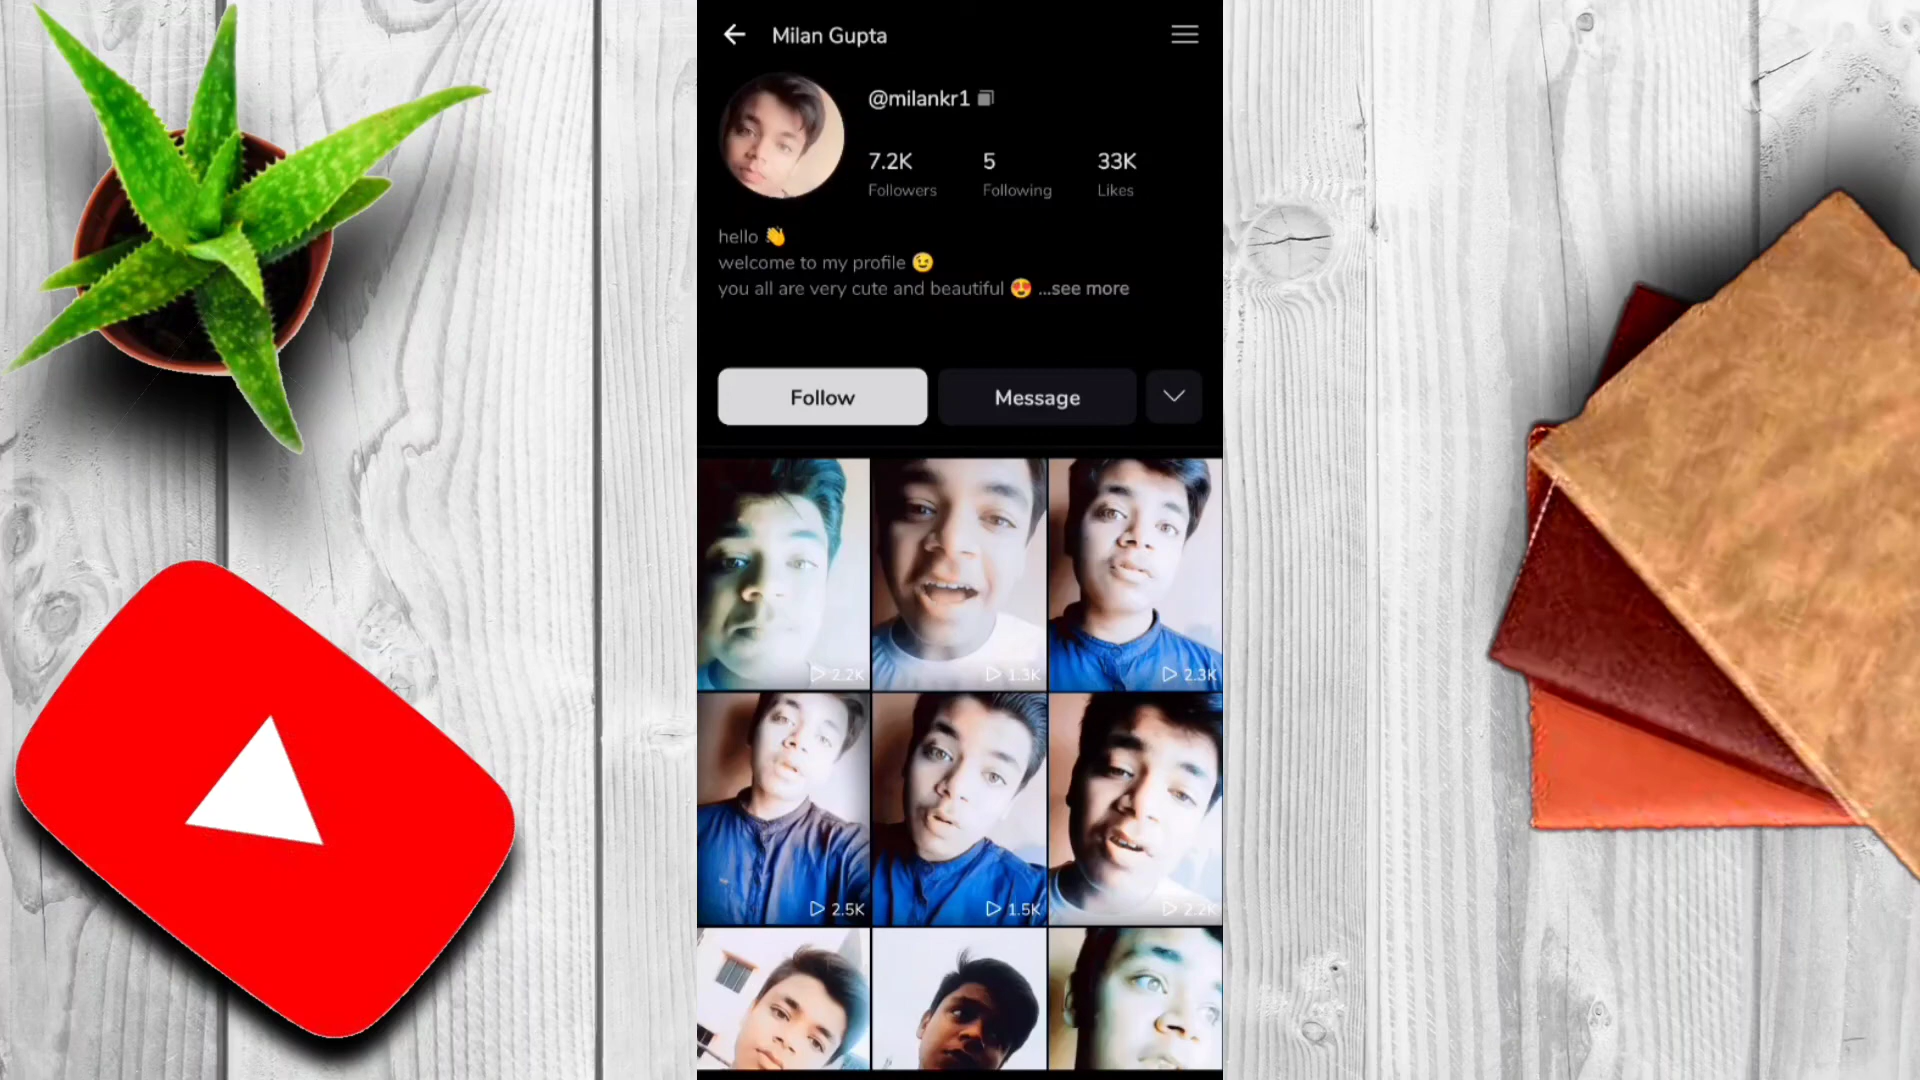 Milan Gupta
@milankr1
7.2K 5 33K
Followers Following Likes
hello 👋
welcome to my profile 😉
you all are very cute and beautiful 😍 ...see more
Follow Message
2.2K 1.3K 2.3K
2.5K 1.5K 2.2K